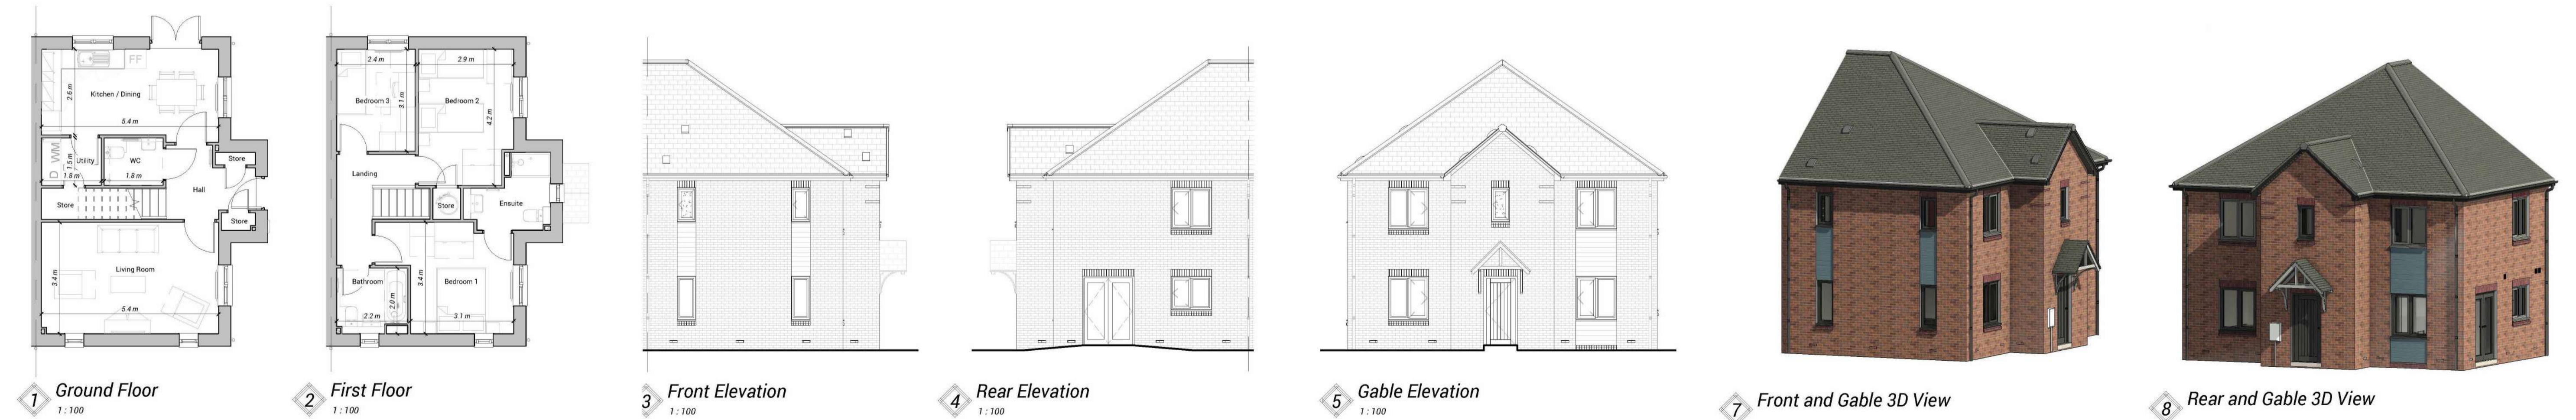 FF
Kitchen / Dining
2.6 m
5.4 m
WM
1.5 m
Utility
1.8 m
WC
1.8 m
Store
Hall
Store
Store
3.4 m
Living Room
5.4 m
1
Ground Floor
1 : 100
2.4 m
2.9 m
Bedroom 3
3.1 m
Bedroom 2
4.2 m
Landing
Store
Ensuite
Bathroom
2.0 m
2.2 m
3.4 m
Bedroom 1
3.1 m
2
First Floor
1 : 100
3
Front Elevation
1 : 100
4
Rear Elevation
1 : 100
5
Gable Elevation
1 : 100
7
Front and Gable 3D View
8
Rear and Gable 3D View